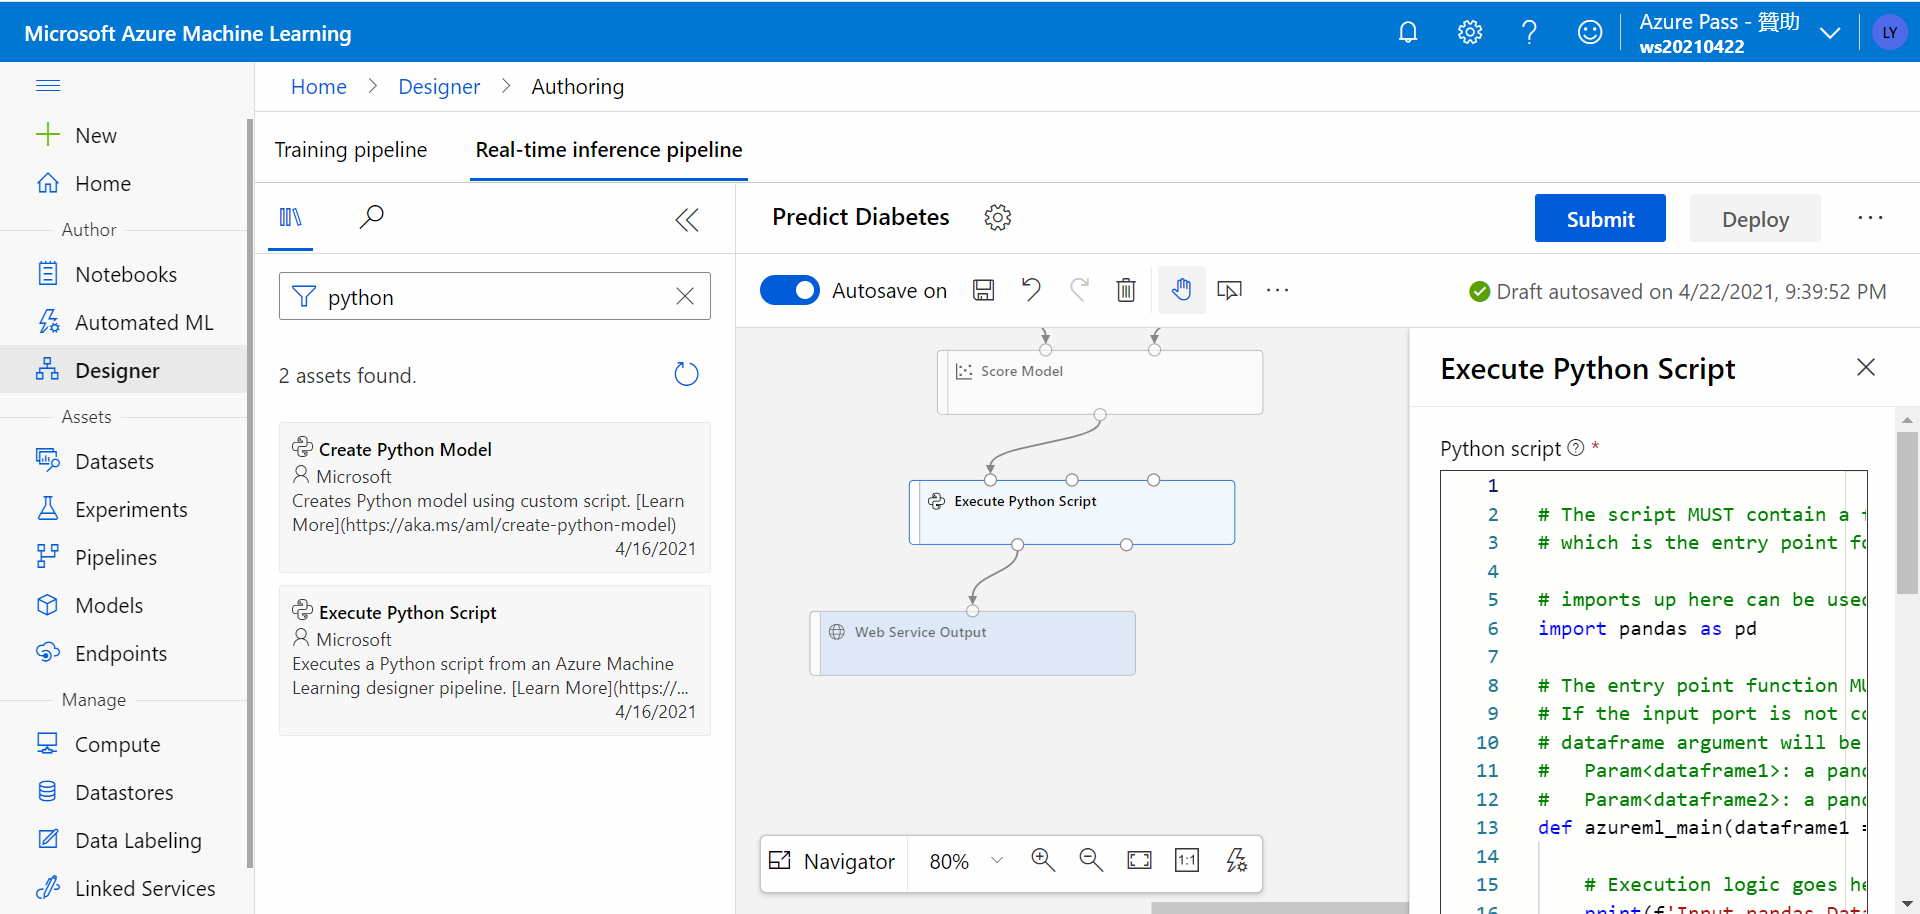 Microsoft Azure Machine Learning
Azure Pass - 贊助
ws20210422
LY
New
Home
Author
Notebooks
Automated ML
Designer
Assets
Datasets
Experiments
Pipelines
Models
Endpoints
Manage
Compute
Datastores
Data Labeling
Linked Services
Home > Designer > Authoring
Training pipeline
Real-time inference pipeline
python
2 assets found.
Create Python Model
Microsoft
Creates Python model using custom script. [Learn
More](https://aka.ms/aml/create-python-model)
4/16/2021
Execute Python Script
Microsoft
Executes a Python script from an Azure Machine
Learning designer pipeline. [Learn More](https://...
4/16/2021
Predict Diabetes
Submit
Deploy
Autosave on
Draft autosaved on 4/22/2021, 9:39:52 PM
Score Model
Execute Python Script
Web Service Output
Navigator
80%
1:1
Execute Python Script
Python script *
1
2 # The script MUST contain a
3 # which is the entry point
4
5 # imports up here can be used
6 import pandas as pd
7
8 # The entry point function
9 # If the input port is not
10 # dataframe argument will be
11 # Param<dataframe1>: a
12 # Param<dataframe2>: a
13 def azureml_main(dataframe1 =
14
15 # Execution logic goes
16 print(f'Input pandas